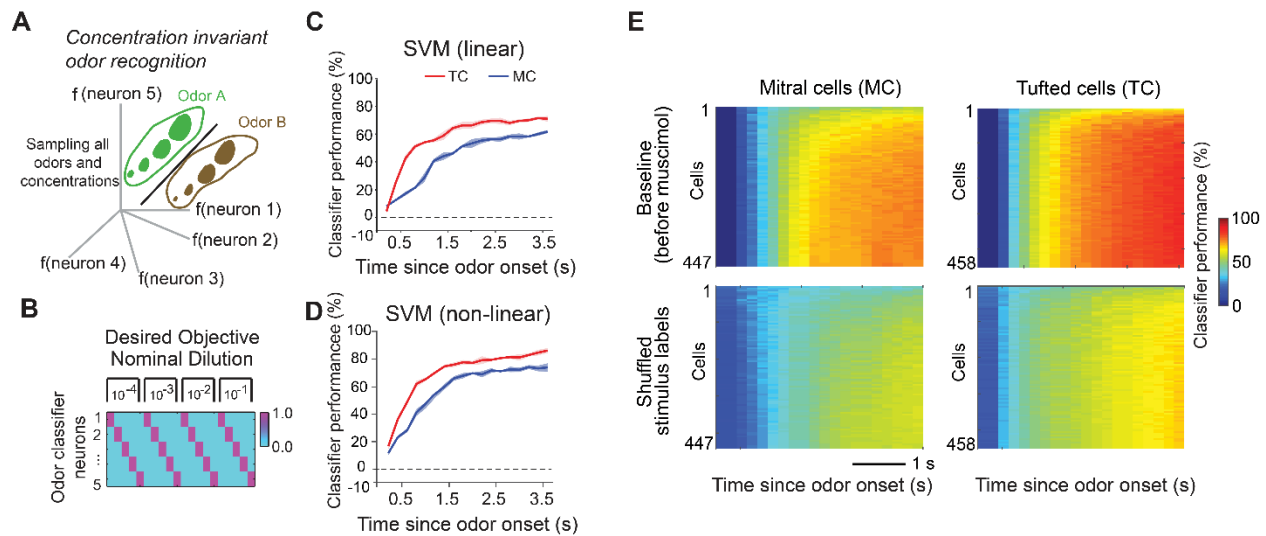 A
Concentration invariant
odor recognition
f(neuron 5)
Odor A
Odor B
Sampling all
odors and
concentrations
f(neuron 1)
f(neuron 2)
f(neuron 4)
f(neuron 3)
B
Desired Objective
Nominal Dilution
10-4 10-3 10-2 10-1
Odor classifier
neurons
1
2
⋮
5
1.0
0.0
C
SVM (linear)
TC MC
Classifier performance (%)
100
80
60
40
20
0
-10
0.5 1.5 2.5 3.5
Time since odor onset (s)
D
SVM (non-linear)
Classifier performancee (%)
100
80
60
40
20
0
-10
0.5 1.5 2.5 3.5
Time since odor onset (s)
E
Mitral cells (MC)
Tufted cells (TC)
Baseline
(before muscimol)
Cells
1
447
Cells
1
458
Classifier performance (%)
100
50
0
Shuffled
stimulus labels
Cells
1
447
Cells
1
458
1 s
Time since odor onset (s)
Time since odor onset (s)